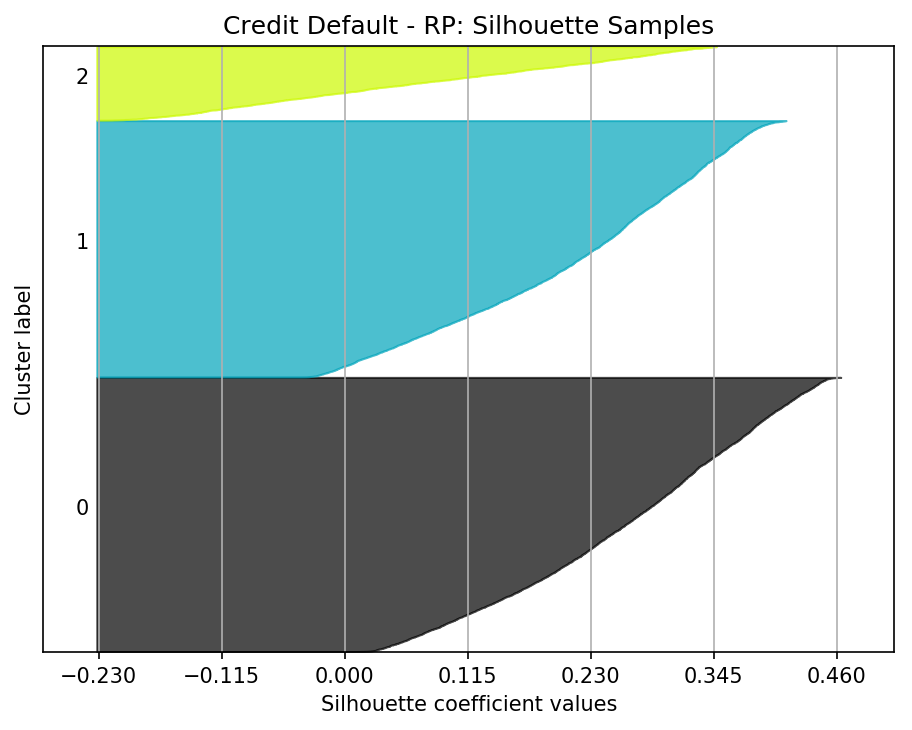 Credit Default - RP: Silhouette Samples
2
1
0
Cluster label
−0.230 −0.115 0.000 0.115 0.230 0.345 0.460
Silhouette coefficient values